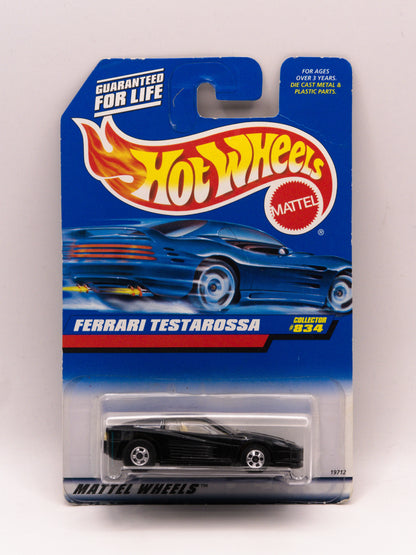 GUARANTEED
FOR LIFE
FOR AGES
OVER 3 YEARS.
DIE CAST METAL &
PLASTIC PARTS.
HOT WHEELS
MATTEL
®
FERRARI TESTAROSSA
COLLECTOR
#834
19712
MATTEL WHEELS™